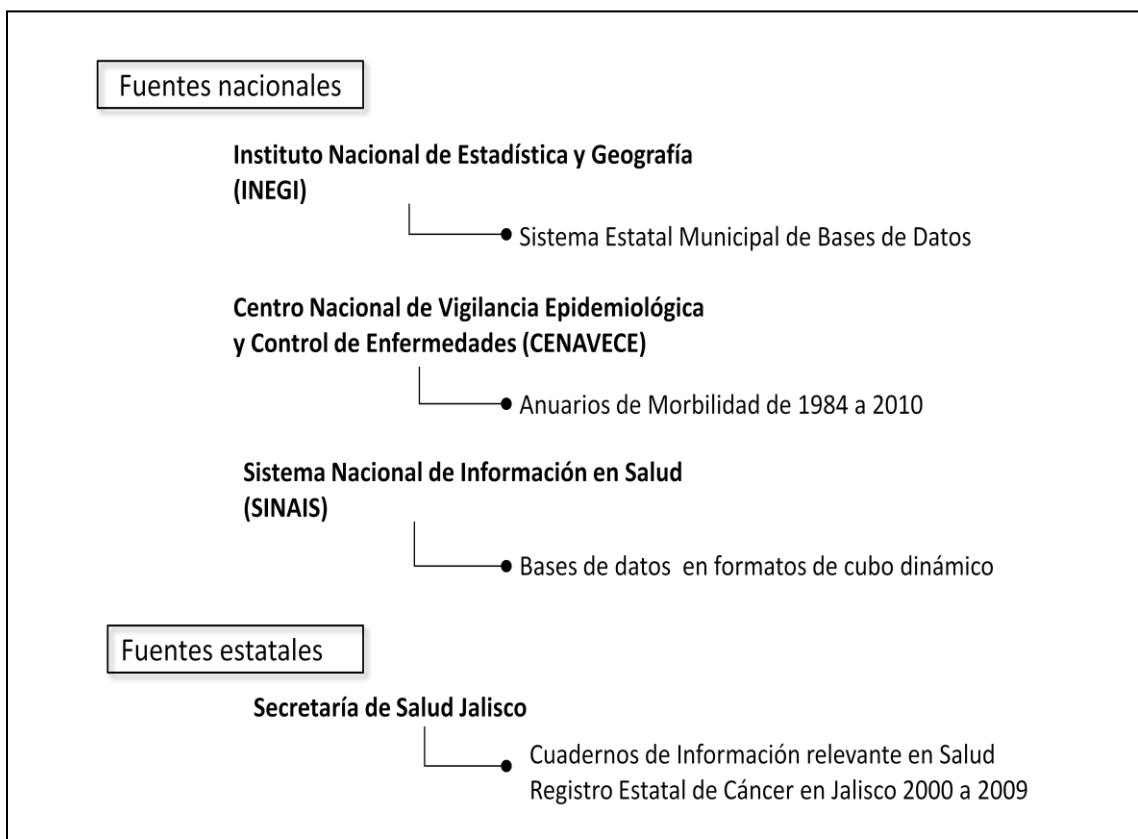 Fuentes nacionales
Instituto Nacional de Estadística y Geografía
(INEGI)
Sistema Estatal Municipal de Bases de Datos
Centro Nacional de Vigilancia Epidemiológica
y Control de Enfermedades (CENAVECE)
Anuarios de Morbilidad de 1984 a 2010
Sistema Nacional de Información en Salud
(SINAIS)
Bases de datos en formatos de cubo dinámico
Fuentes estatales
Secretaría de Salud Jalisco
Cuadernos de Información relevante en Salud
Registro Estatal de Cáncer en Jalisco 2000 a 2009